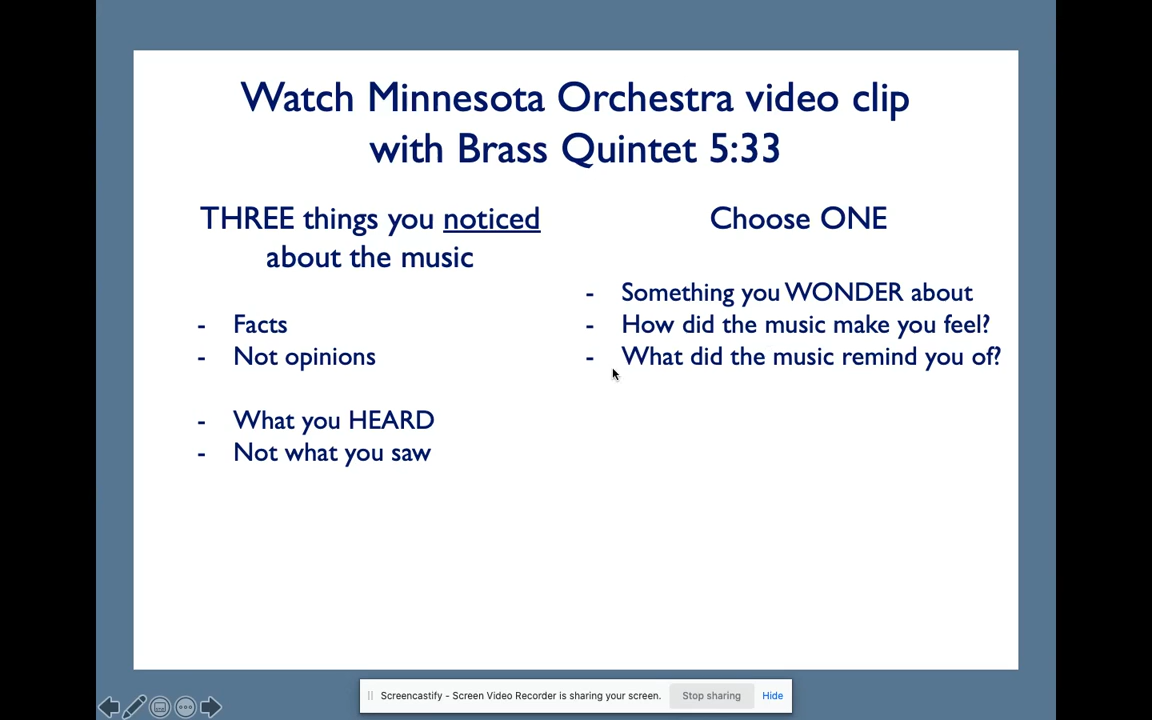 Watch Minnesota Orchestra video clip
with Brass Quintet 5:33
THREE things you noticed
about the music
- Facts
- Not opinions
- What you HEARD
- Not what you saw
Choose ONE
- Something you WONDER about
- How did the music make you feel?
- What did the music remind you of?
Screencastify - Screen Video Recorder is sharing your screen.
Stop sharing
Hide